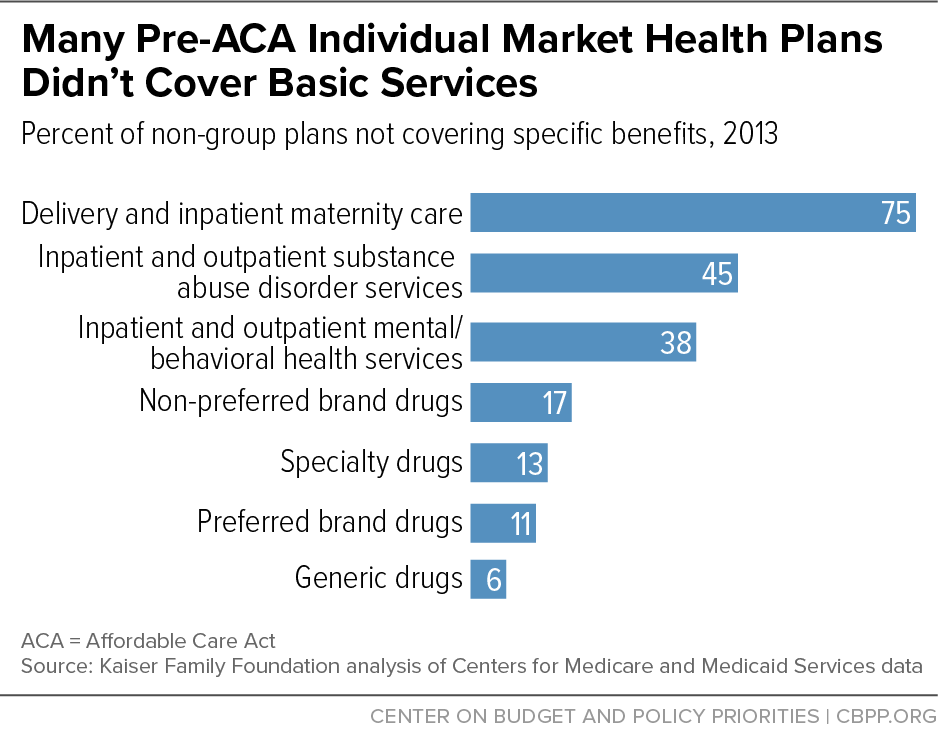 Many Pre-ACA Individual Market Health Plans
Didn’t Cover Basic Services
Percent of non-group plans not covering specific benefits, 2013
Delivery and inpatient maternity care 75
Inpatient and outpatient substance
abuse disorder services 45
Inpatient and outpatient mental/
behavioral health services 38
Non-preferred brand drugs 17
Specialty drugs 13
Preferred brand drugs 11
Generic drugs 6
ACA = Affordable Care Act
Source: Kaiser Family Foundation analysis of Centers for Medicare and Medicaid Services data
CENTER ON BUDGET AND POLICY PRIORITIES | CBPP.ORG